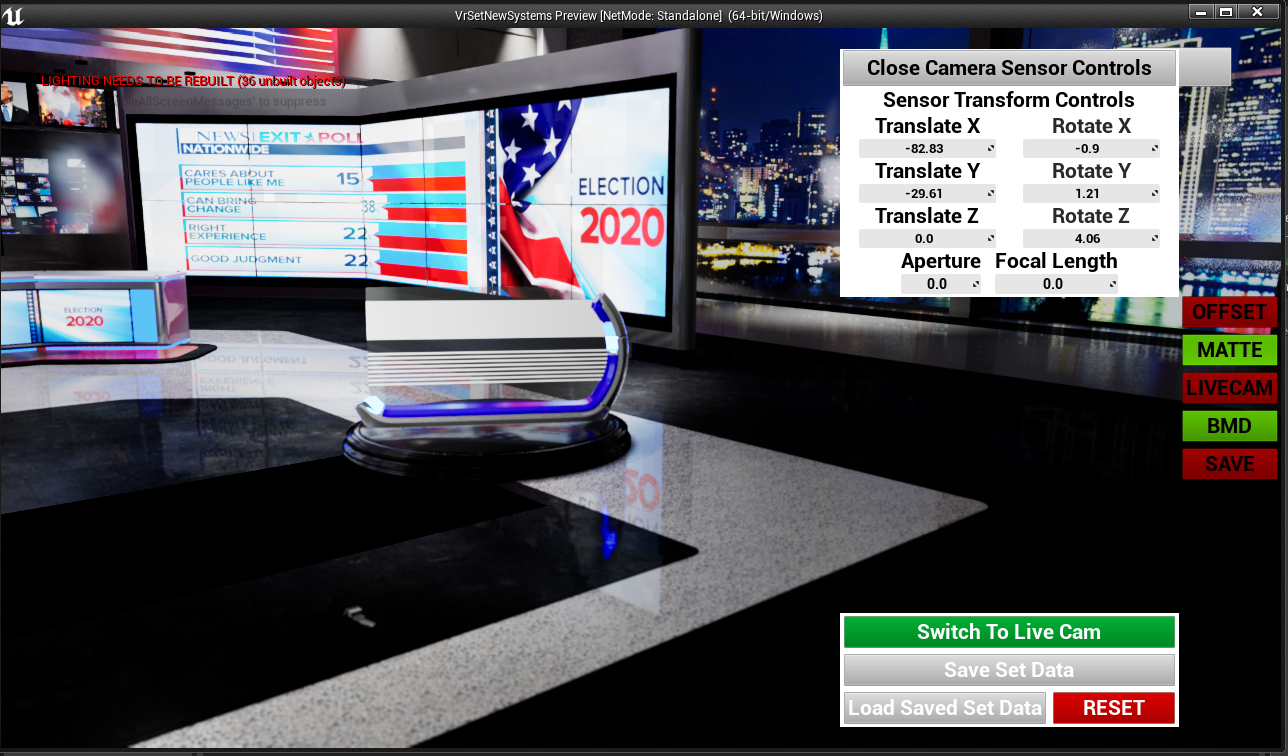 VrSetNewSystems Preview [NetMode: Standalone] (64-bit/Windows)
LIGHTING NEEDS TO BE REBUILT (36 unbuilt object(s))
AllScreenMessages' to suppress
NEWS EXIT POLL
NATIONWIDE
CARES ABOUT
PEOPLE LIKE ME
15
CAN BRING
CHANGE
38
RIGHT
EXPERIENCE
22
GOOD JUDGMENT
22
ELECTION
2020
ELECTION
2020
Close Camera Sensor Controls
Sensor Transform Controls
Translate X Rotate X
-82.83 -0.9
Translate Y Rotate Y
-29.61 1.21
Translate Z Rotate Z
0.0 4.06
Aperture Focal Length
0.0 0.0
OFFSET
MATTE
LIVECAM
BMD
SAVE
Switch To Live Cam
Save Set Data
Load Saved Set Data RESET